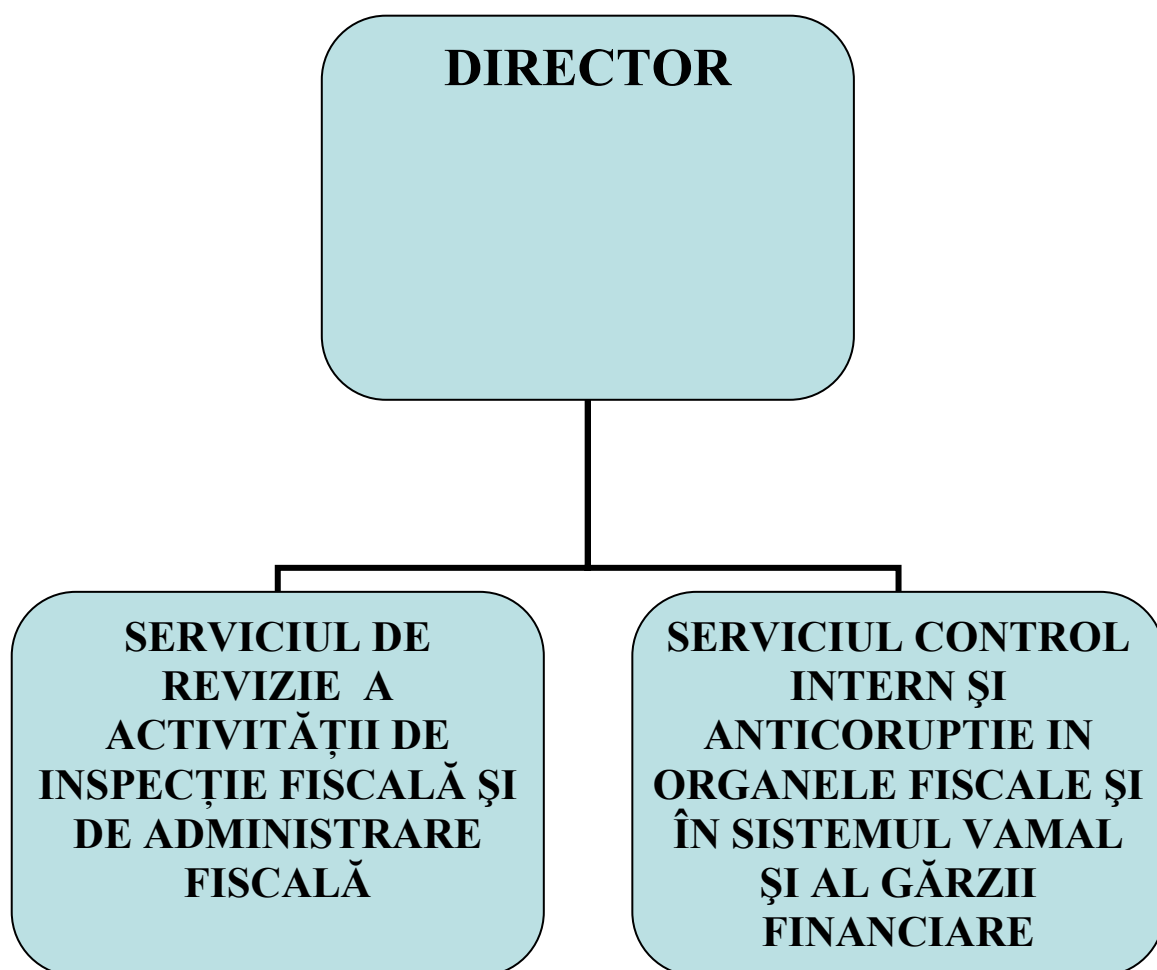 DIRECTOR
SERVICIUL DE
REVIZIE A
ACTIVITĂȚII DE
INSPECȚIE FISCALĂ ŞI
DE ADMINISTRARE
FISCALĂ
SERVICIUL CONTROL
INTERN ŞI
ANTICORUPTIE IN
ORGANELE FISCALE ŞI
ÎN SISTEMUL VAMAL
ŞI AL GĂRZII
FINANCIARE